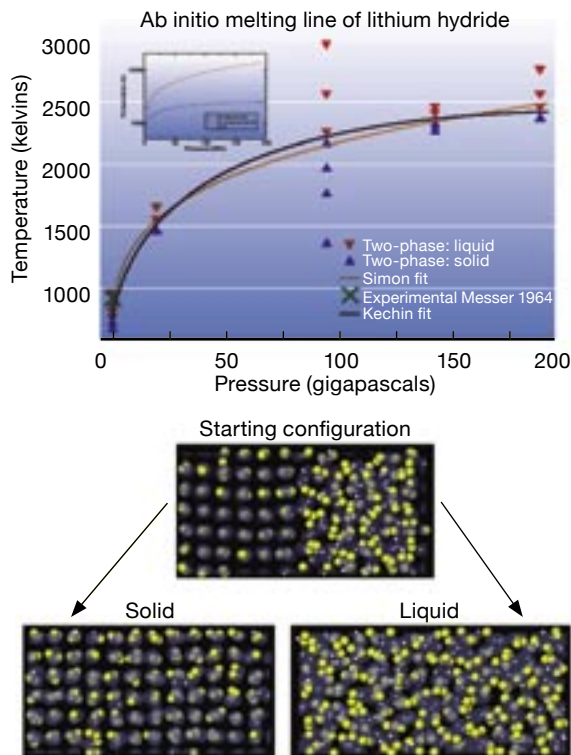 Ab initio melting line of lithium hydride
3000
2500
2000
1500
1000
Temperature (kelvins)
Two-phase: liquid
Two-phase: solid
Simon fit
Experimental Messer 1964
Kechin fit
0
50
100
150
200
Pressure (gigapascals)
Starting configuration
Solid
Liquid